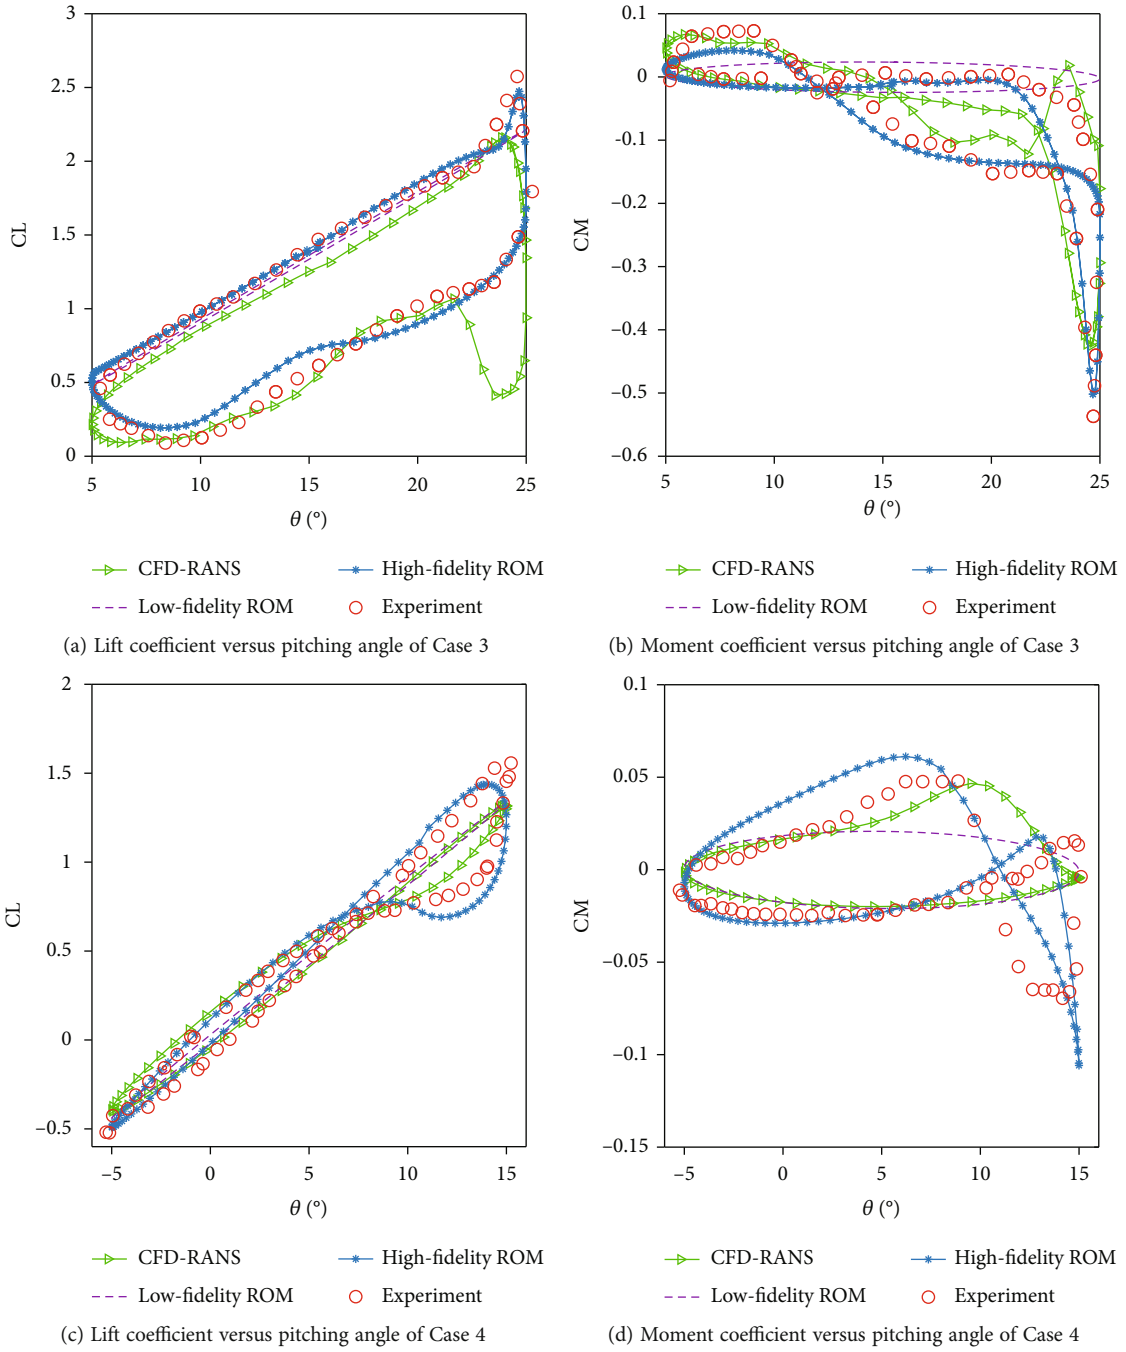 3
2.5
2
1.5
1
0.5
0
CL
5
10
15
20
25
θ (°)
CFD-RANS
High-fidelity ROM
Low-fidelity ROM
Experiment
(a) Lift coefficient versus pitching angle of Case 3
0.1
0
−0.1
−0.2
−0.3
−0.4
−0.5
−0.6
CM
5
10
15
20
25
θ (°)
CFD-RANS
High-fidelity ROM
Low-fidelity ROM
Experiment
(b) Moment coefficient versus pitching angle of Case 3
2
1.5
1
0.5
0
−0.5
CL
−5
0
5
10
15
θ (°)
CFD-RANS
High-fidelity ROM
Low-fidelity ROM
Experiment
(c) Lift coefficient versus pitching angle of Case 4
0.1
0.05
0
−0.05
−0.1
−0.15
CM
−5
0
5
10
15
θ (°)
CFD-RANS
High-fidelity ROM
Low-fidelity ROM
Experiment
(d) Moment coefficient versus pitching angle of Case 4